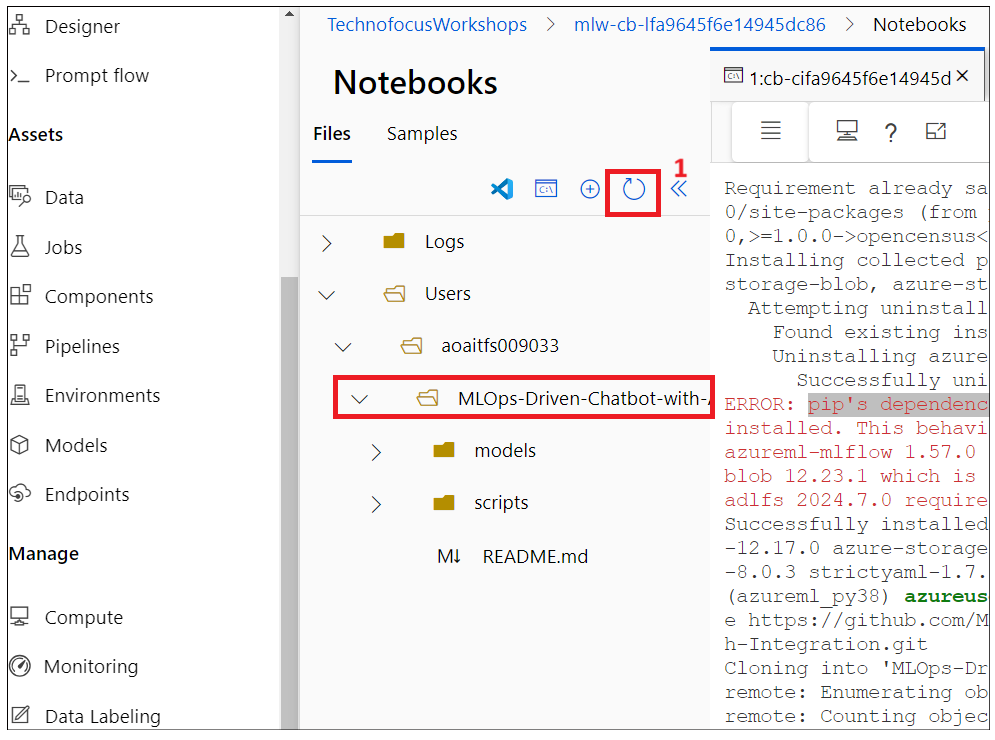 Designer
Prompt flow
Assets
Data
Jobs
Components
Pipelines
Environments
Models
Endpoints
Manage
Compute
Monitoring
Data Labeling
TechnofocusWorkshops > mlw-cb-lfa9645f6e14945dc86 > Notebooks
Notebooks
Files Samples
1
Logs
Users
aoaitfs009033
MLOps-Driven-Chatbot-with-
models
scripts
M↓ README.md
1:cb-cifa9645f6e14945d
?
Requirement already sa
0/site-packages (from
0,>=1.0.0->opencensus<
Installing collected p
storage-blob, azure-st
Attempting uninstall
Found existing ins
Uninstalling azure
Successfully uni
ERROR: pip's dependenc
installed. This behavi
azureml-mlflow 1.57.0
blob 12.23.1 which is
adlfs 2024.7.0 require
Successfully installed
-12.17.0 azure-storage
-8.0.3 strictyaml-1.7.
(azureml_py38) azureus
e https://github.com/M
h-Integration.git
Cloning into 'MLOps-Dr
remote: Enumerating ob
remote: Counting objec